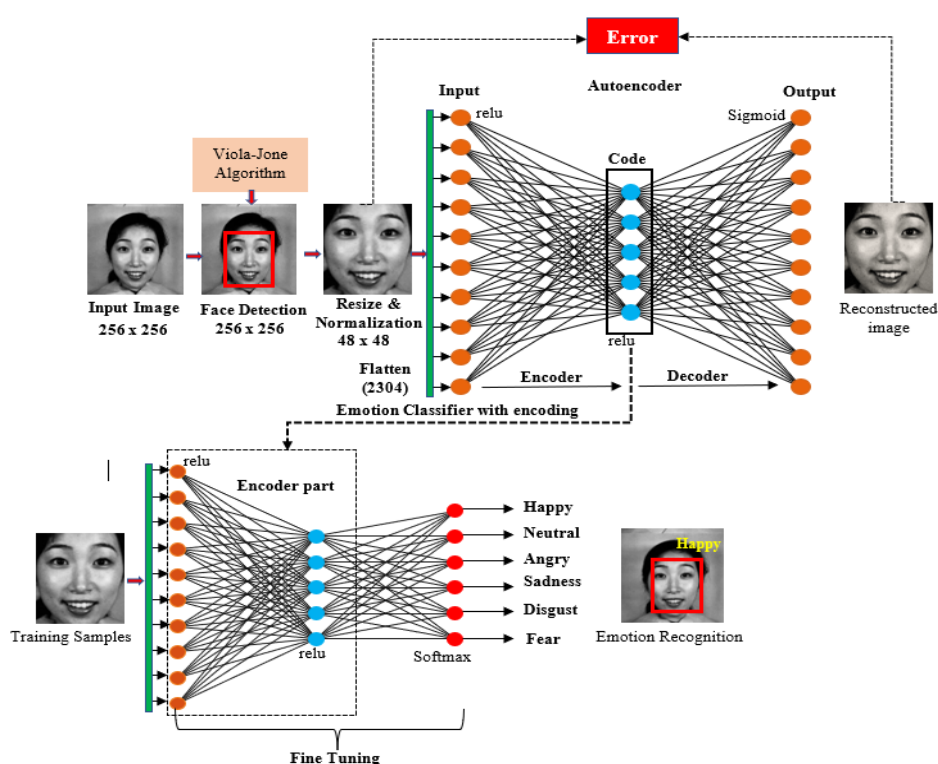 Error
Autoencoder
Input
Output
relu
Sigmoid
Viola-Jone
Algorithm
Code
Input Image
256 x 256
Face Detection
256 x 256
Resize &
Normalization
48 x 48
relu
Reconstructed
image
Flatten
(2304)
Encoder
Decoder
Emotion Classifier with encoding
relu
Encoder part
Happy
Neutral
Angry
Sadness
Disgust
Fear
Happy
Training Samples
relu
Softmax
Emotion Recognition
Fine Tuning